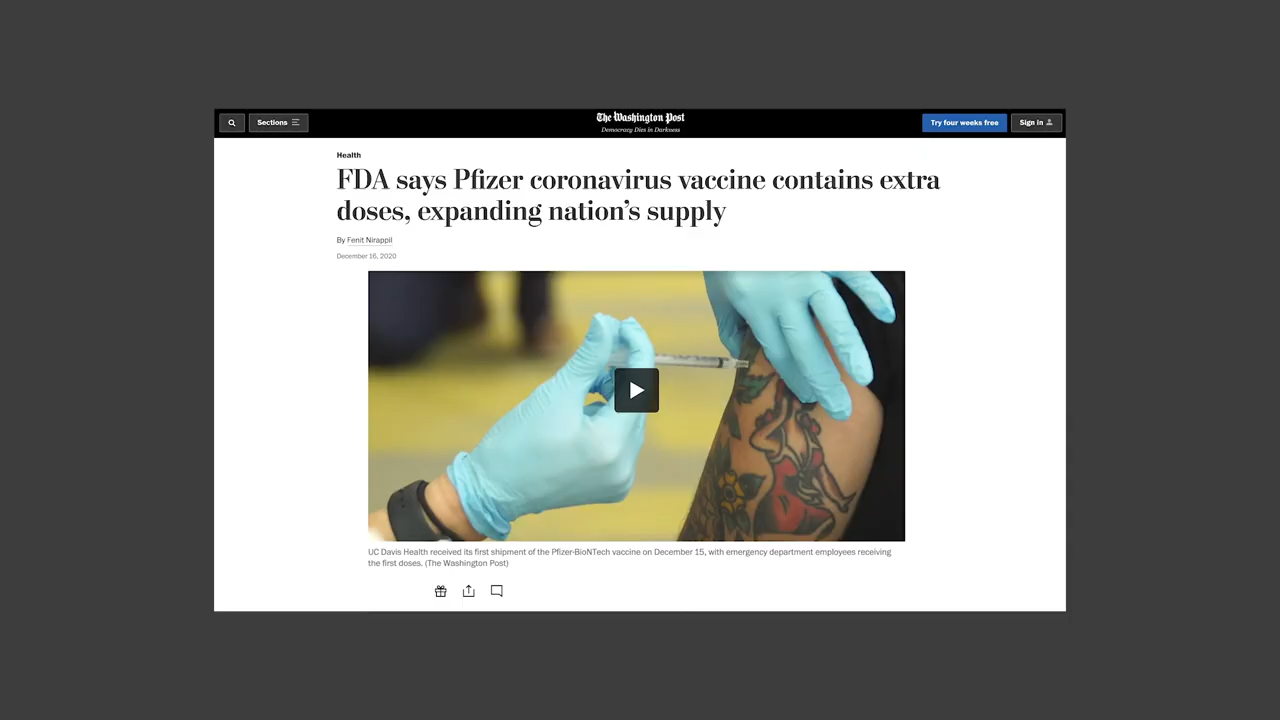 Sections
The Washington Post
Democracy Dies in Darkness
Try four weeks free
Sign in
Health
FDA says Pfizer coronavirus vaccine contains extra
doses, expanding nation's supply
By Fenit Nirappil
December 16, 2020
UC Davis Health received its first shipment of the Pfizer-BioNTech vaccine on December 15, with emergency department employees receiving
the first doses. (The Washington Post)